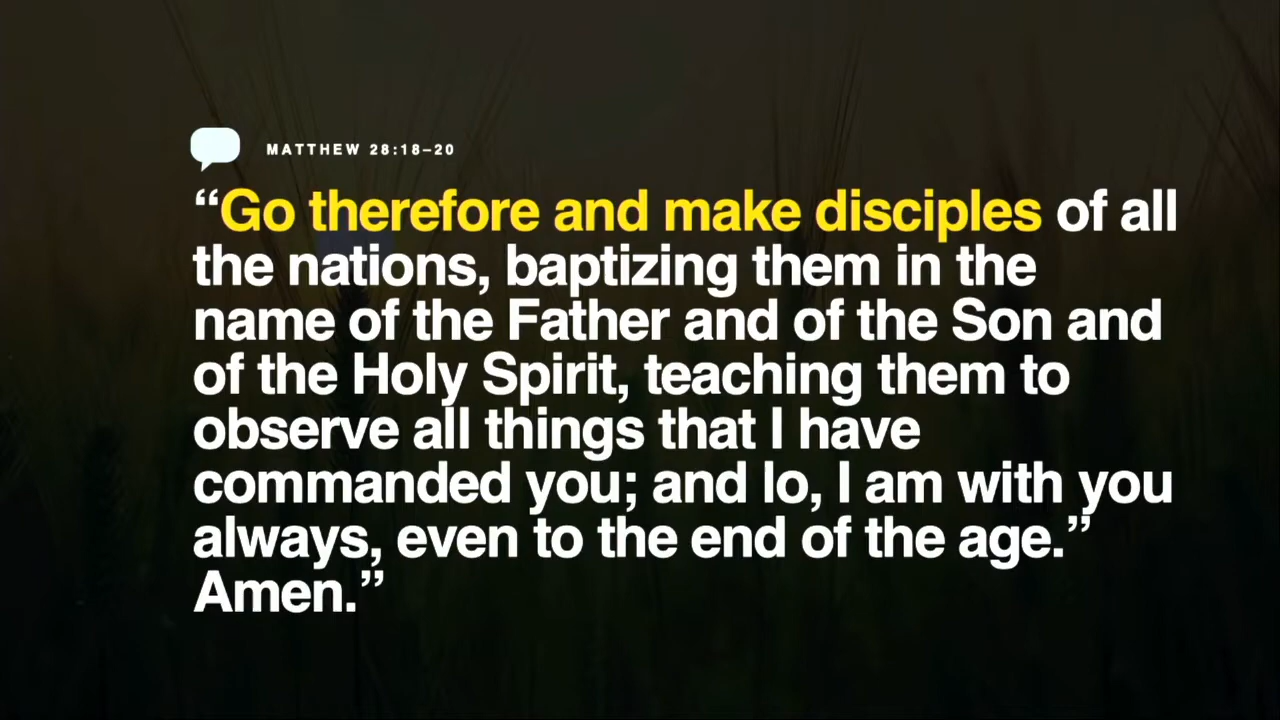 MATTHEW 28:18–20
“Go therefore and make disciples of all
the nations, baptizing them in the
name of the Father and of the Son and
of the Holy Spirit, teaching them to
observe all things that I have
commanded you; and lo, I am with you
always, even to the end of the age.”
Amen.”